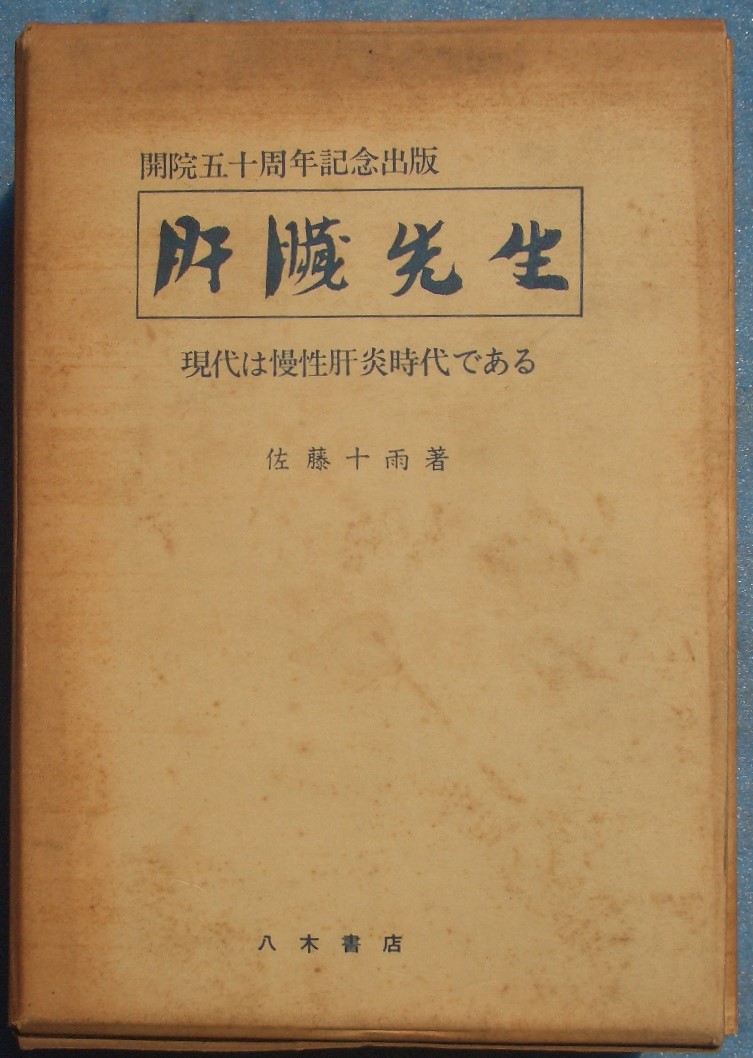 開院五十周年記念出版
肝臓先生
現代は慢性肝炎時代である
佐藤十雨著
八木書店